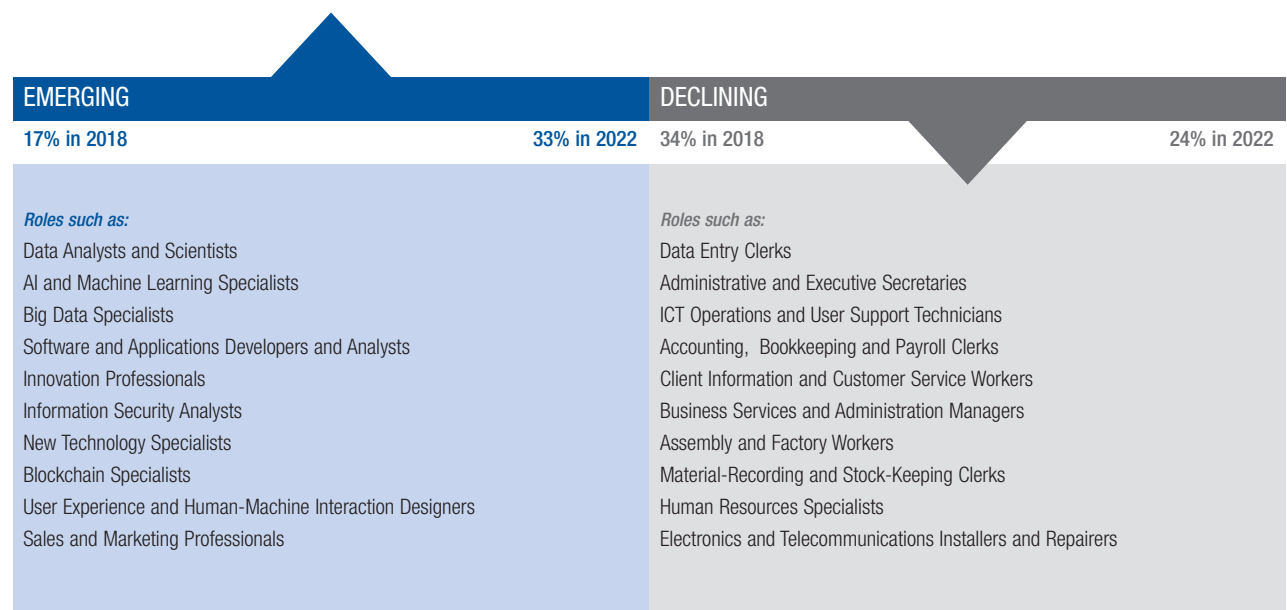 EMERGING
17% in 2018 33% in 2022
Roles such as:
Data Analysts and Scientists
AI and Machine Learning Specialists
Big Data Specialists
Software and Applications Developers and Analysts
Innovation Professionals
Information Security Analysts
New Technology Specialists
Blockchain Specialists
User Experience and Human-Machine Interaction Designers
Sales and Marketing Professionals
DECLINING
34% in 2018 24% in 2022
Roles such as:
Data Entry Clerks
Administrative and Executive Secretaries
ICT Operations and User Support Technicians
Accounting, Bookkeeping and Payroll Clerks
Client Information and Customer Service Workers
Business Services and Administration Managers
Assembly and Factory Workers
Material-Recording and Stock-Keeping Clerks
Human Resources Specialists
Electronics and Telecommunications Installers and Repairers